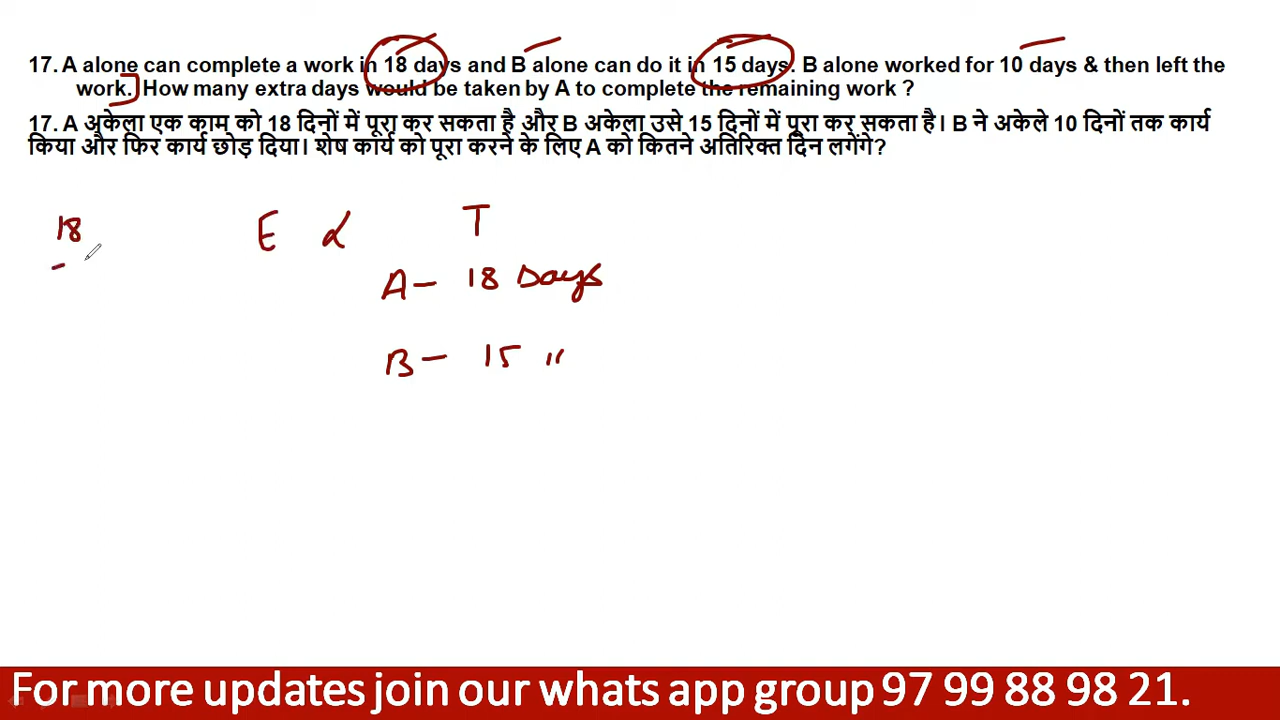 17. A alone can complete a work in 18 days and B alone can do it in 15 days. B alone worked for 10 days & then left the
work. How many extra days would be taken by A to complete the remaining work ?
17. A अकेला एक काम को 18 दिनों में पूरा कर सकता है और B अकेला उसे 15 दिनों में पूरा कर सकता है। B ने अकेले 10 दिनों तक कार्य
किया और फिर कार्य छोड़ दिया। शेष कार्य को पूरा करने के लिए A को कितने अतिरिक्त दिन लगेंगे?
18 E ∝ T
A – 18 Days
B – 15 "
For more updates join our whats app group 97 99 88 98 21.